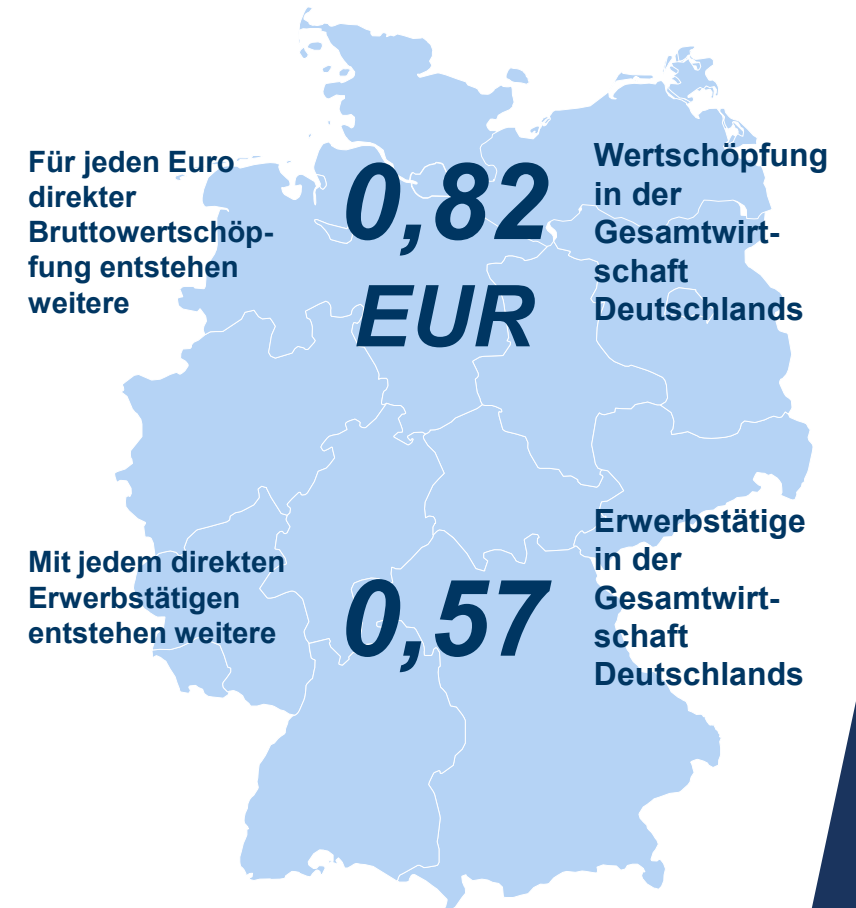 Für jeden Euro
direkter
Bruttowertschöp-
fung entstehen
weitere
0,82
EUR
Wertschöpfung
in der
Gesamtwirt-
schaft
Deutschlands
Mit jedem direkten
Erwerbstätigen
entstehen weitere
0,57
Erwerbstätige
in der
Gesamtwirt-
schaft
Deutschlands